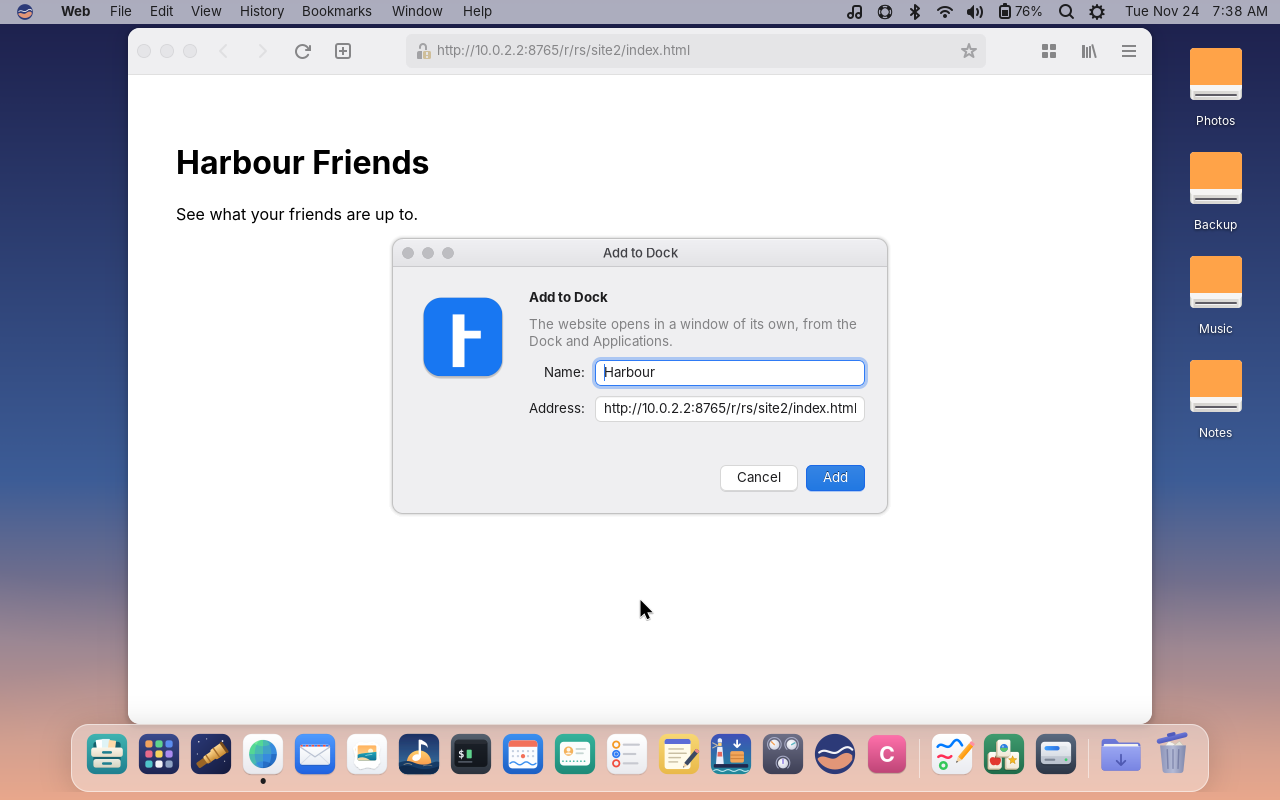 Web File Edit View History Bookmarks Window Help 76% Tue Nov 24 7:38 AM
http://10.0.2.2:8765/r/rs/site2/index.html
Harbour Friends
See what your friends are up to.
Add to Dock
Add to Dock
The website opens in a window of its own, from the
Dock and Applications.
Name: Harbour
Address: http://10.0.2.2:8765/r/rs/site2/index.html
Cancel Add
Photos
Backup
Music
Notes
$
C